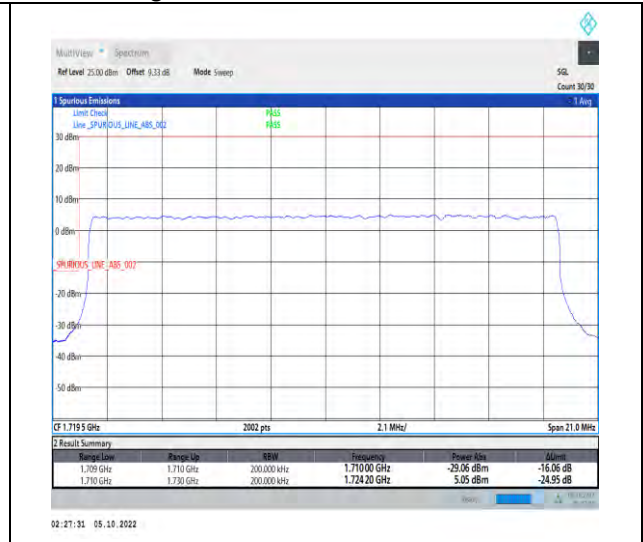 MultiView Spectrum
Ref Level 25.00 dBm Offset 9.33 dB Mode Sweep SGL
Count 30/30
1 Spurious Emissions 1 Avg
Limit Check PASS
Line _SPURIOUS_LINE_ABS_002 PASS
30 dBm
20 dBm
10 dBm
0 dBm
_SPURIOUS_LINE_ABS_002
-20 dBm
-30 dBm
-40 dBm
-50 dBm
CF 1.7195 GHz 2002 pts 2.1 MHz/ Span 21.0 MHz
2 Result Summary
Range Low Range Up RBW Frequency Power Abs ΔLimit
1.709 GHz 1.710 GHz 200.000 kHz 1.71000 GHz -29.06 dBm -16.06 dB
1.710 GHz 1.730 GHz 200.000 kHz 1.72420 GHz 5.05 dBm -24.95 dB
02:27:31 05.10.2022